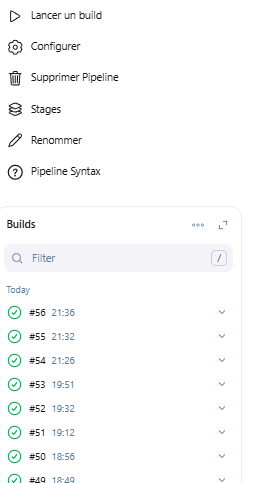 Lancer un build
Configurer
Supprimer Pipeline
Stages
Renommer
Pipeline Syntax
Builds
Filter /
Today
#56 21:36
#55 21:32
#54 21:26
#53 19:51
#52 19:32
#51 19:12
#50 18:56
#49 18:49